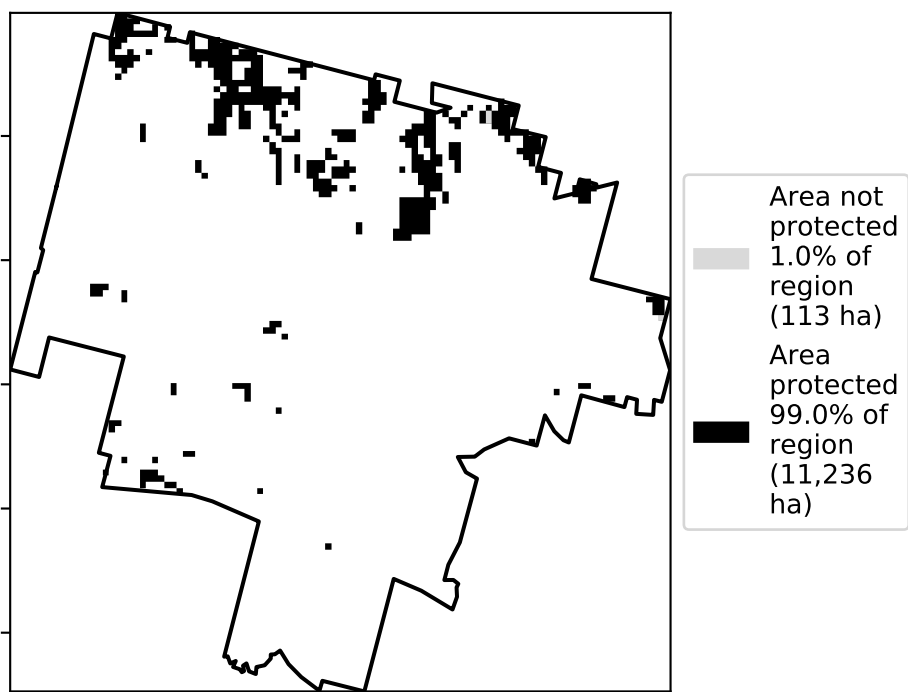 Area not
protected
1.0% of
region
(113 ha)
Area
protected
99.0% of
region
(11,236
ha)